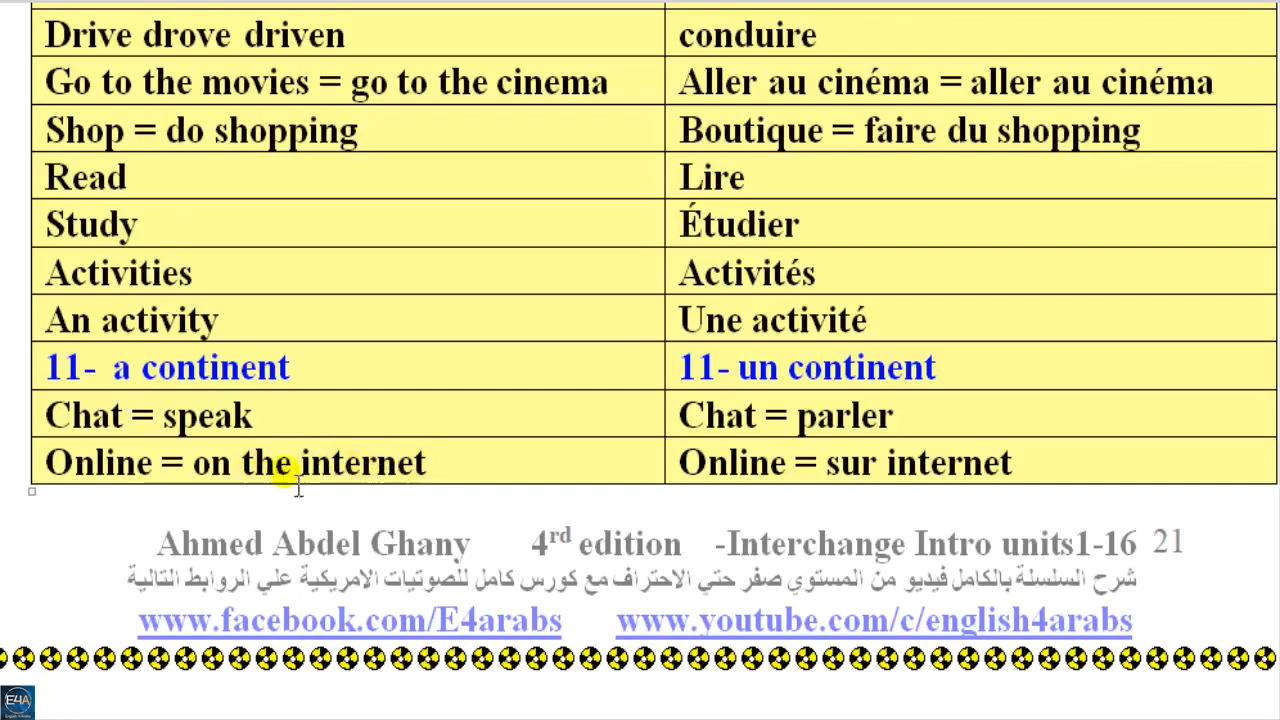 Drive drove driven conduire
Go to the movies = go to the cinema Aller au cinéma = aller au cinéma
Shop = do shopping Boutique = faire du shopping
Read Lire
Study Étudier
Activities Activités
An activity Une activité
11- a continent 11- un continent
Chat = speak Chat = parler
Online = on the internet Online = sur internet
Ahmed Abdel Ghany 4rd edition -Interchange Intro units1-16 21
شرح السلسلة بالكامل فيديو من المستوي صفر حتي الاحتراف مع كورس كامل للصوتيات الامريكية علي الروابط التالية
www.facebook.com/E4arabs www.youtube.com/c/english4arabs
E4A